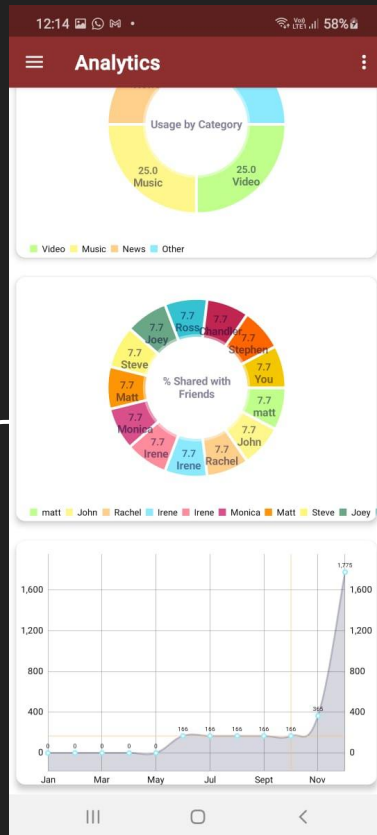 12:14 Vo)) LTE1 58%
Analytics
Usage by Category
25.0
Music
25.0
Video
Video Music News Other
7.7
Ross
7.7
Chandler
7.7
Stephen
7.7
You
7.7
matt
7.7
John
7.7
Rachel
7.7
Irene
7.7
Irene
7.7
Monica
7.7
Matt
7.7
Steve
7.7
Joey
% Shared with
Friends
matt John Rachel Irene Irene Monica Matt Steve Joey
1,775
1,600 1,600
1,200 1,200
800 800
400 365 400
166 166 166 166 166
0 0 0 0 0 0 0
Jan Mar May Jul Sept Nov